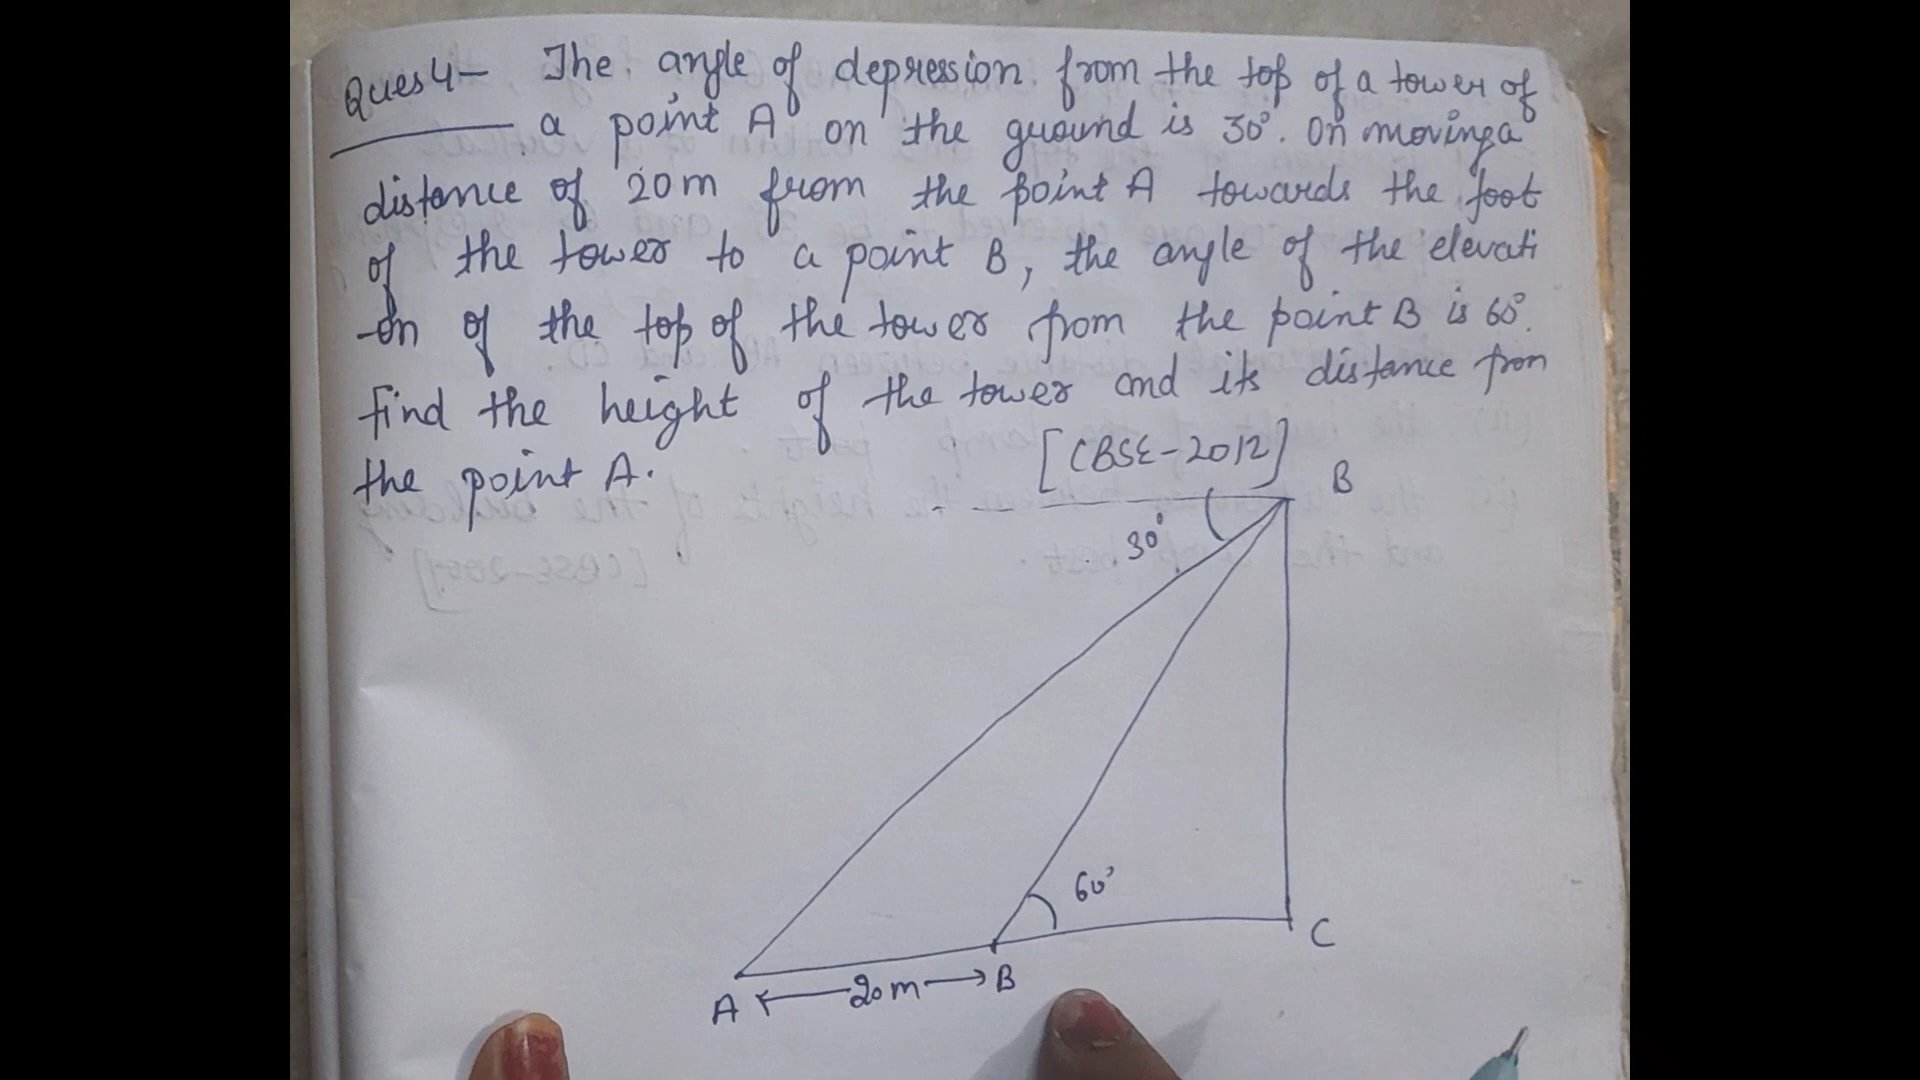 Ques 4- The angle of depression from the top of a tower of
a point A on the ground is 30°. On moving a
distance of 20m from the point A towards the foot
of the tower to a point B, the angle of the elevati
-on of the top of the tower from the point B is 60°.
find the height of the tower and its distance from
the point A.
[CBSE-2012]
B
30°
60°
C
A
20m
B